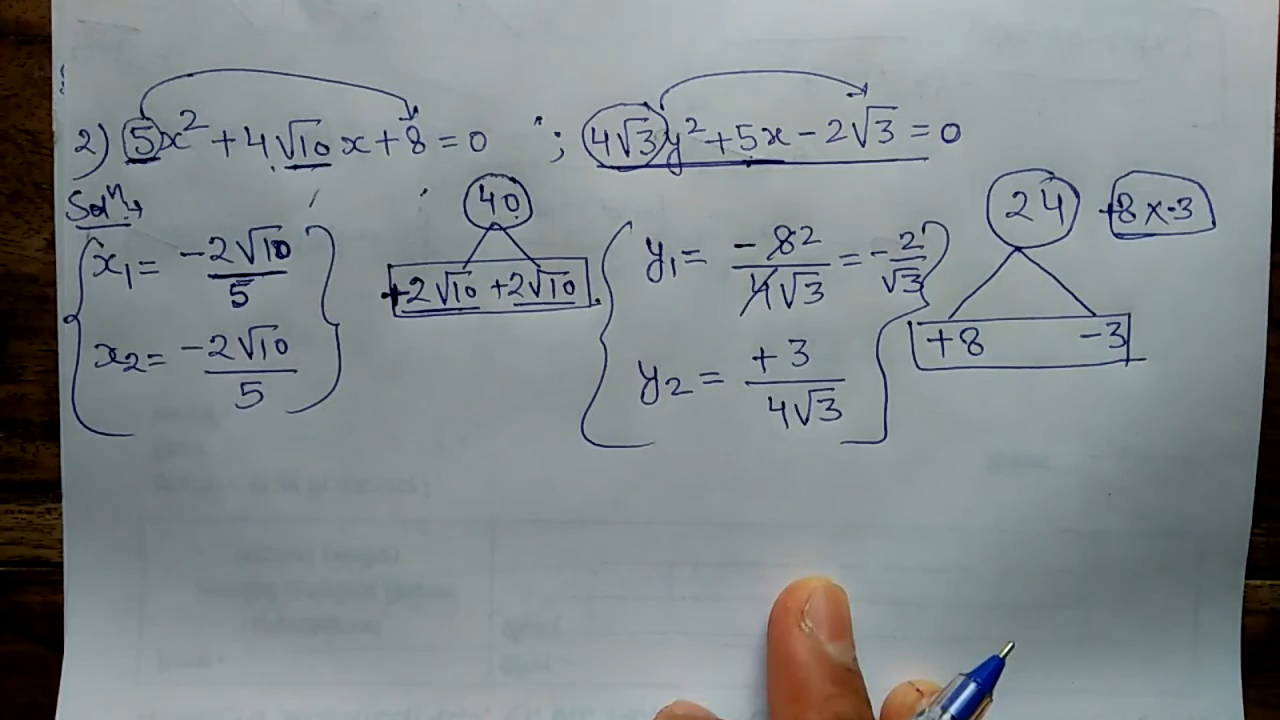 2) 5x² + 4√10 x + 8 = 0 ; 4√3y² + 5x − 2√3 = 0
Solⁿ→
x₁ = −2√10/5
x₂ = −2√10/5
40
+2√10 +2√10
y₁ = −8 2/4√3 = −2/√3
y₂ = +3/4√3
24 +8 x -3
+8 -3